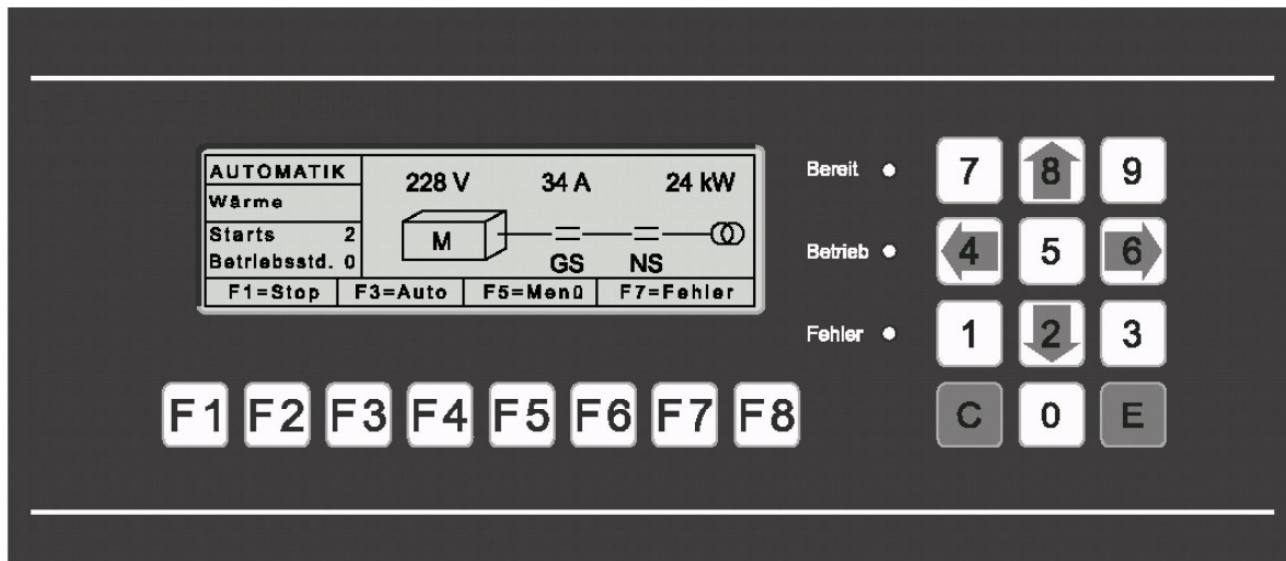 AUTOMATIK
Wärme
Starts 2
Betriebsstd. 0
228 V 34 A 24 kW
M
GS NS
F1=Stop F3=Auto F5=Menü F7=Fehler
Bereit
Betrieb
Fehler
F1 F2 F3 F4 F5 F6 F7 F8
7 8 9
4 5 6
1 2 3
C 0 E